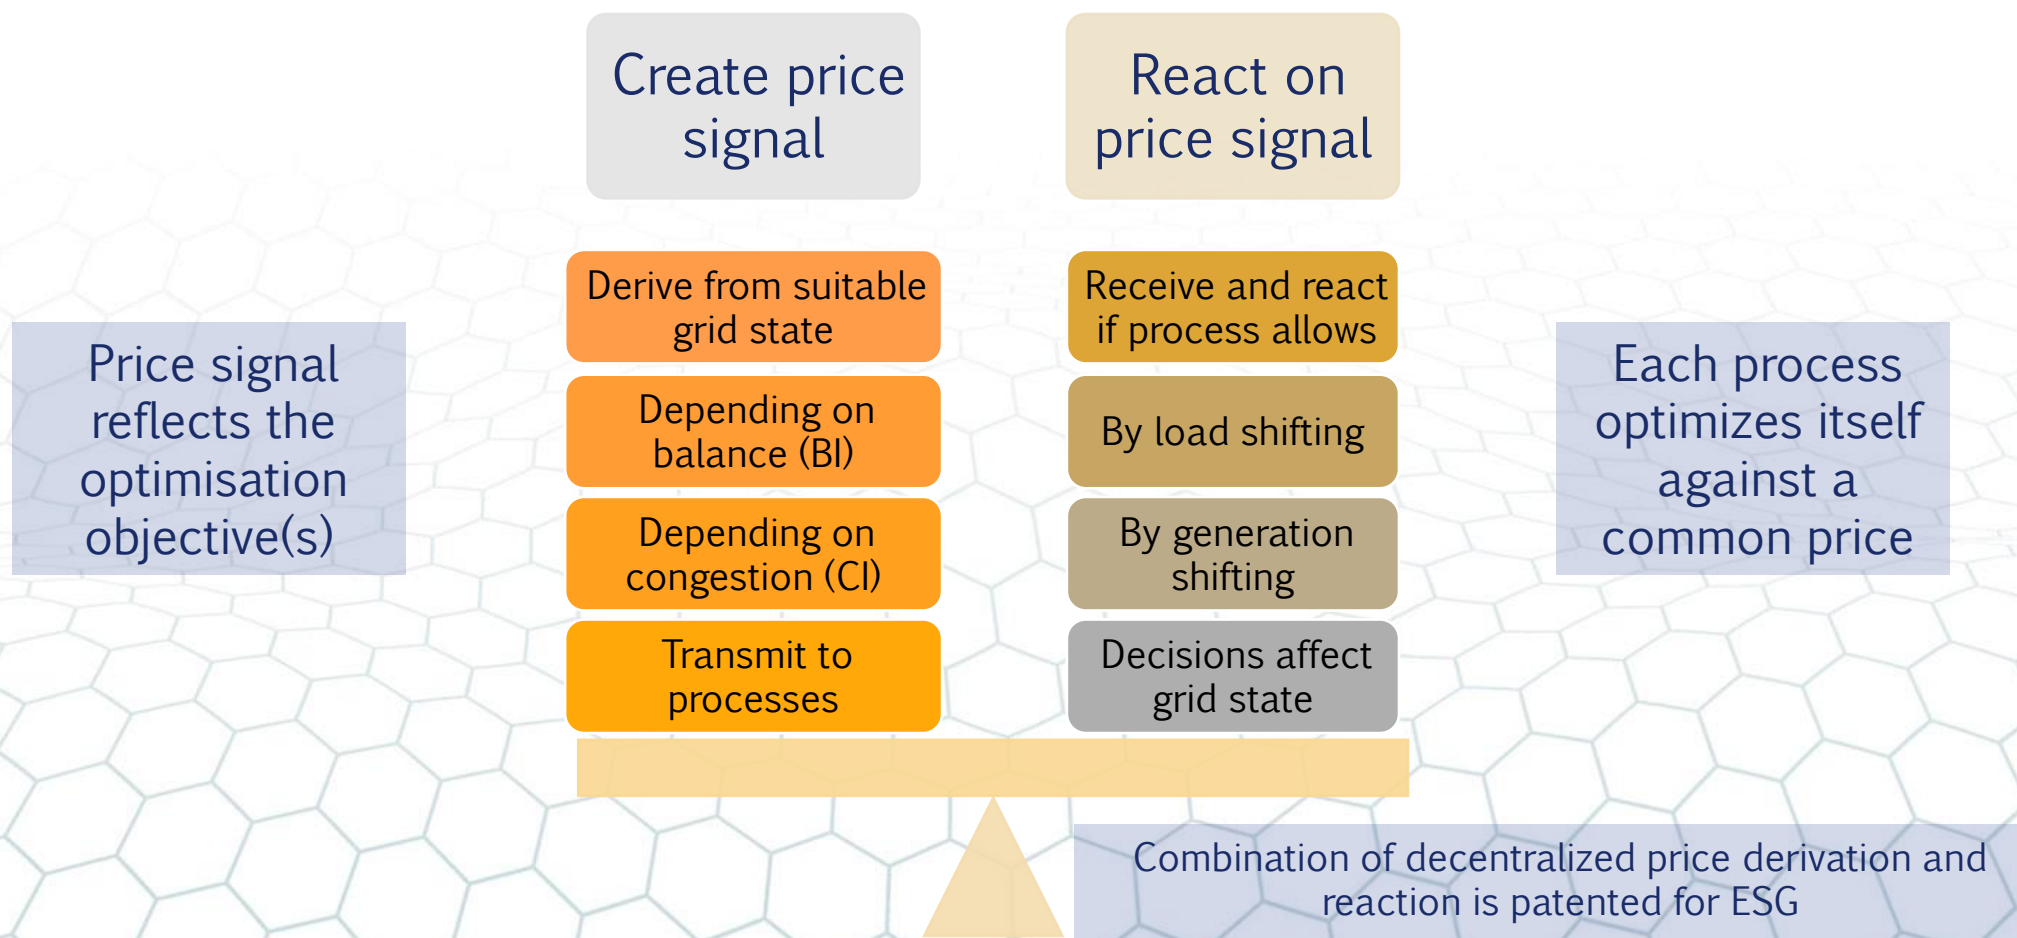 Create price
signal
React on
price signal
Price signal
reflects the
optimisation
objective(s)
Derive from suitable
grid state
Depending on
balance (BI)
Depending on
congestion (CI)
Transmit to
processes
Receive and react
if process allows
By load shifting
By generation
shifting
Decisions affect
grid state
Each process
optimizes itself
against a
common price
Combination of decentralized price derivation and
reaction is patented for ESG